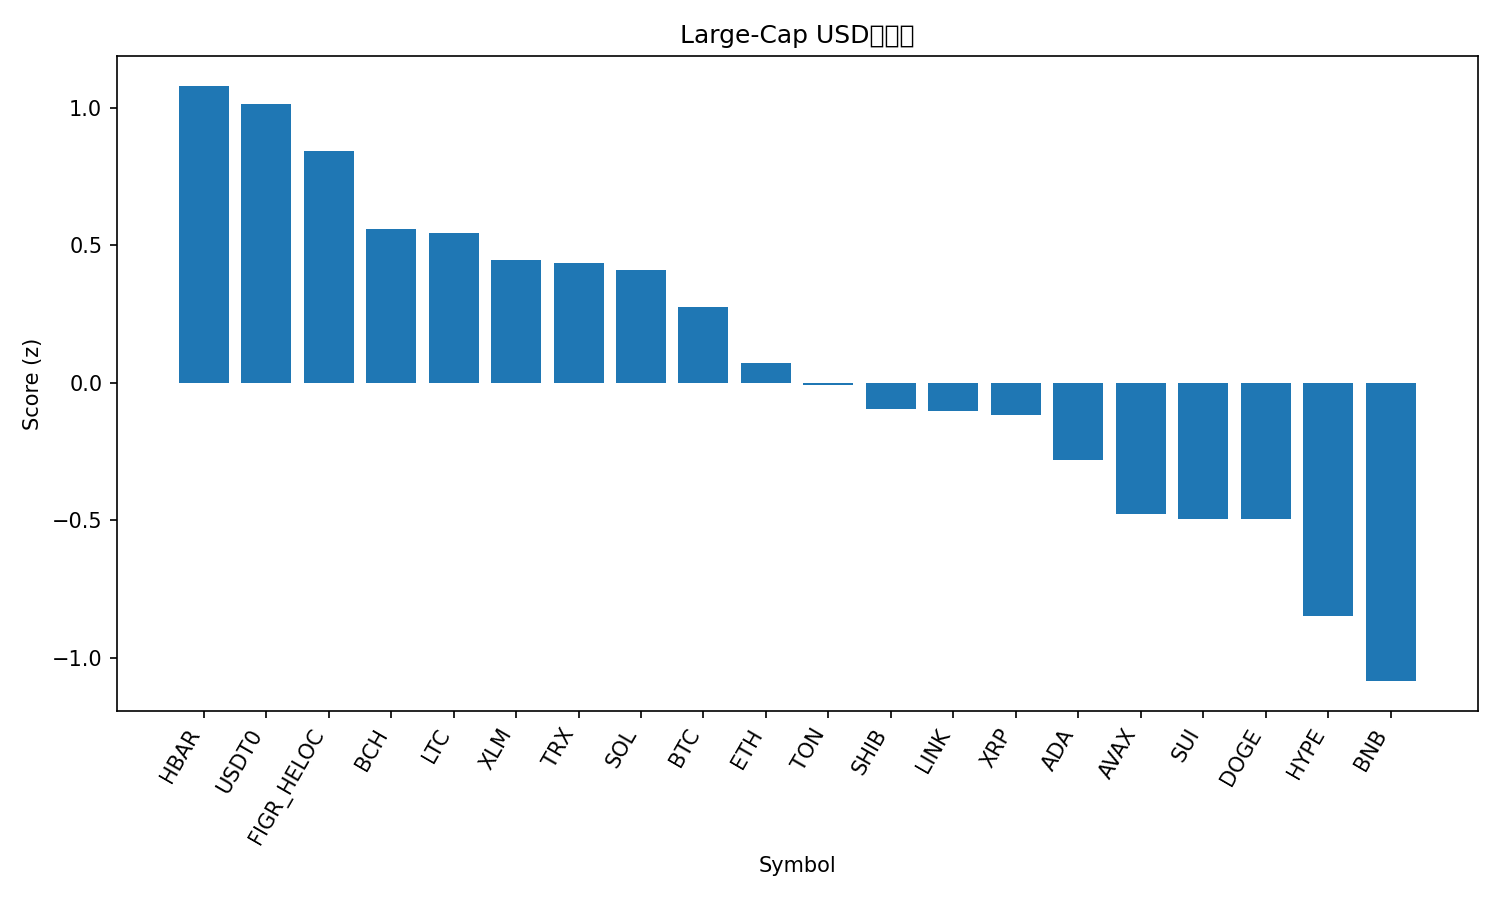 Large-Cap USD
Score (z)
1.0
0.5
0.0
−0.5
−1.0
HBAR
USDT0
FIGR_HELOC
BCH
LTC
XLM
TRX
SOL
BTC
ETH
TON
SHIB
LINK
XRP
ADA
AVAX
SUI
DOGE
HYPE
BNB
Symbol